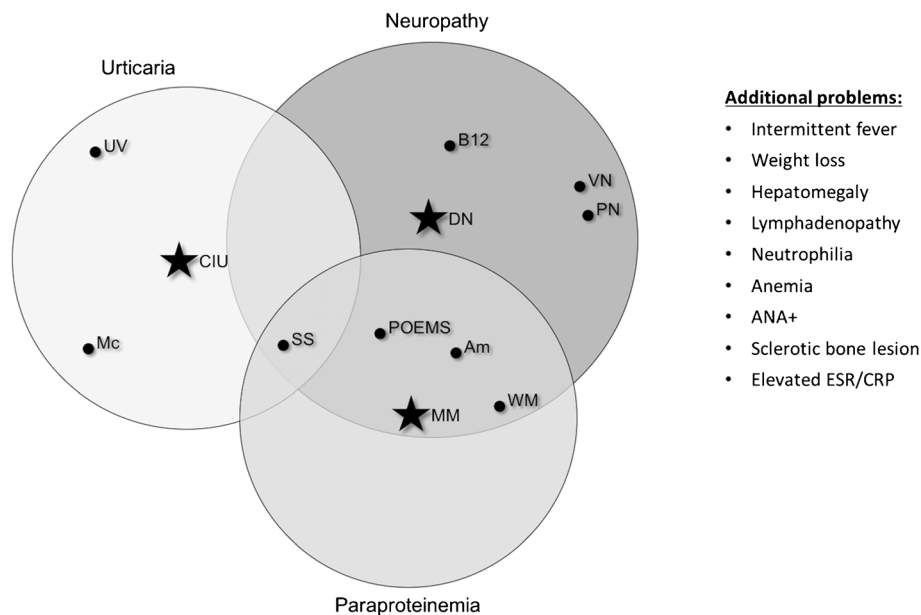 Neuropathy
Urticaria
UV
B12
VN
PN
DN
CIU
Mc
SS
POEMS
Am
WM
MM
Paraproteinemia
Additional problems:
• Intermittent fever
• Weight loss
• Hepatomegaly
• Lymphadenopathy
• Neutrophilia
• Anemia
• ANA+
• Sclerotic bone lesion
• Elevated ESR/CRP